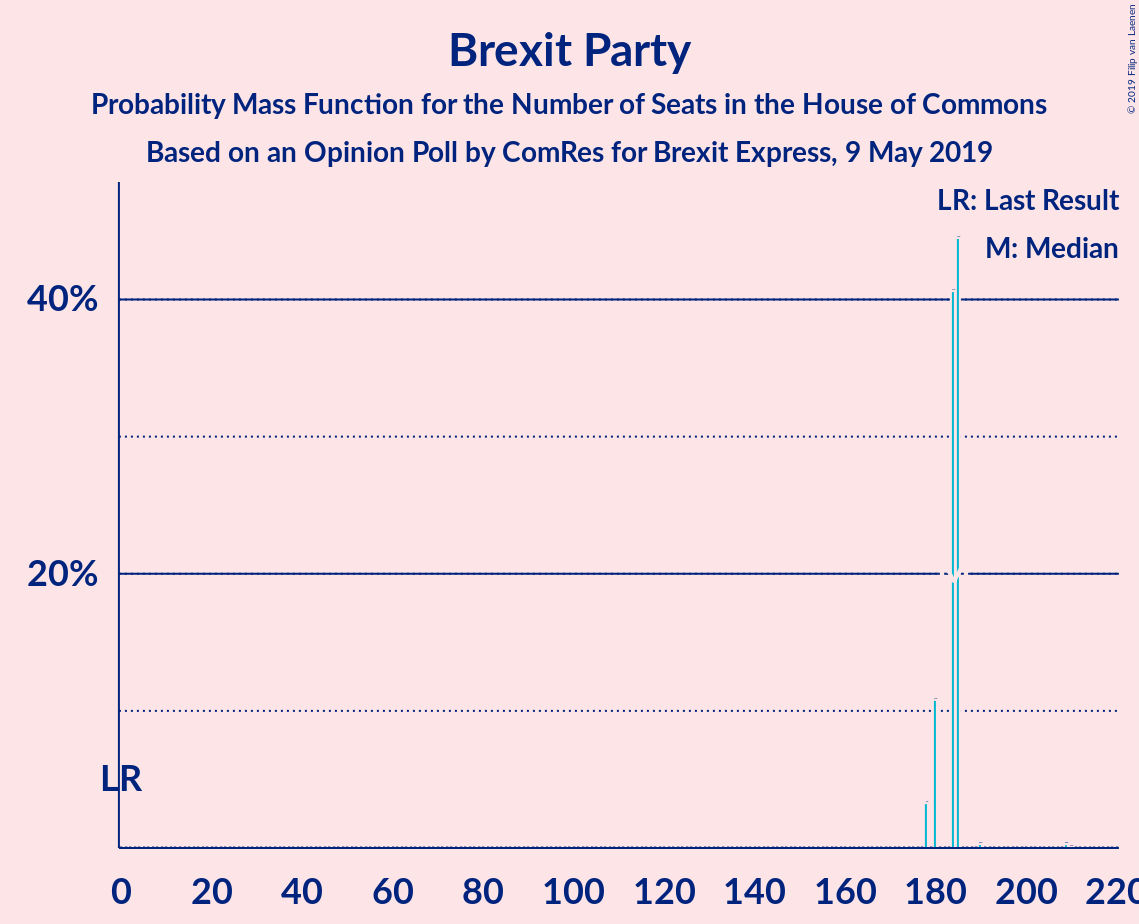 Brexit Party
Probability Mass Function for the Number of Seats in the House of Commons
Based on an Opinion Poll by ComRes for Brexit Express, 9 May 2019
© 2019 Filip van Laenen
LR: Last Result
M: Median
40%
20%
LR
0 20 40 60 80 100 120 140 160 180 200 220